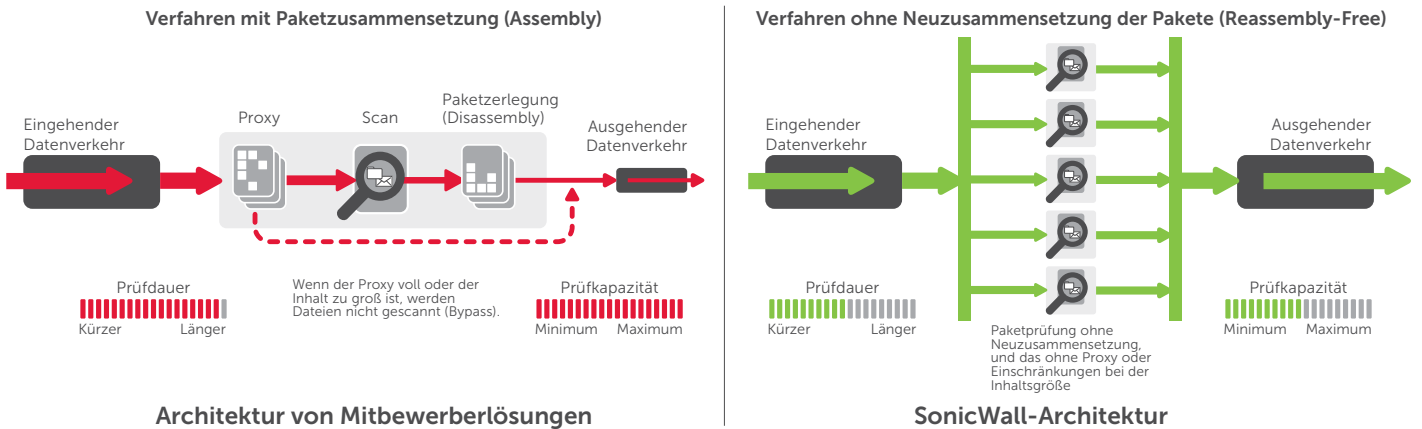 Verfahren mit Paketzusammensetzung (Assembly)
Eingehender
Datenverkehr
Proxy
Scan
Paketzerlegung
(Disassembly)
Ausgehender
Datenverkehr
Prüfdauer
Kürzer
Länger
Wenn der Proxy voll oder der
Inhalt zu groß ist, werden
Dateien nicht gescannt (Bypass).
Prüfkapazität
Minimum
Maximum
Architektur von Mitbewerberlösungen
Verfahren ohne Neuzusammensetzung der Pakete (Reassembly-Free)
Eingehender
Datenverkehr
Ausgehender
Datenverkehr
Prüfdauer
Kürzer
Länger
Paketprüfung ohne
Neuzusammensetzung,
und das ohne Proxy oder
Einschränkungen bei der
Inhaltsgröße
Prüfkapazität
Minimum
Maximum
SonicWall-Architektur